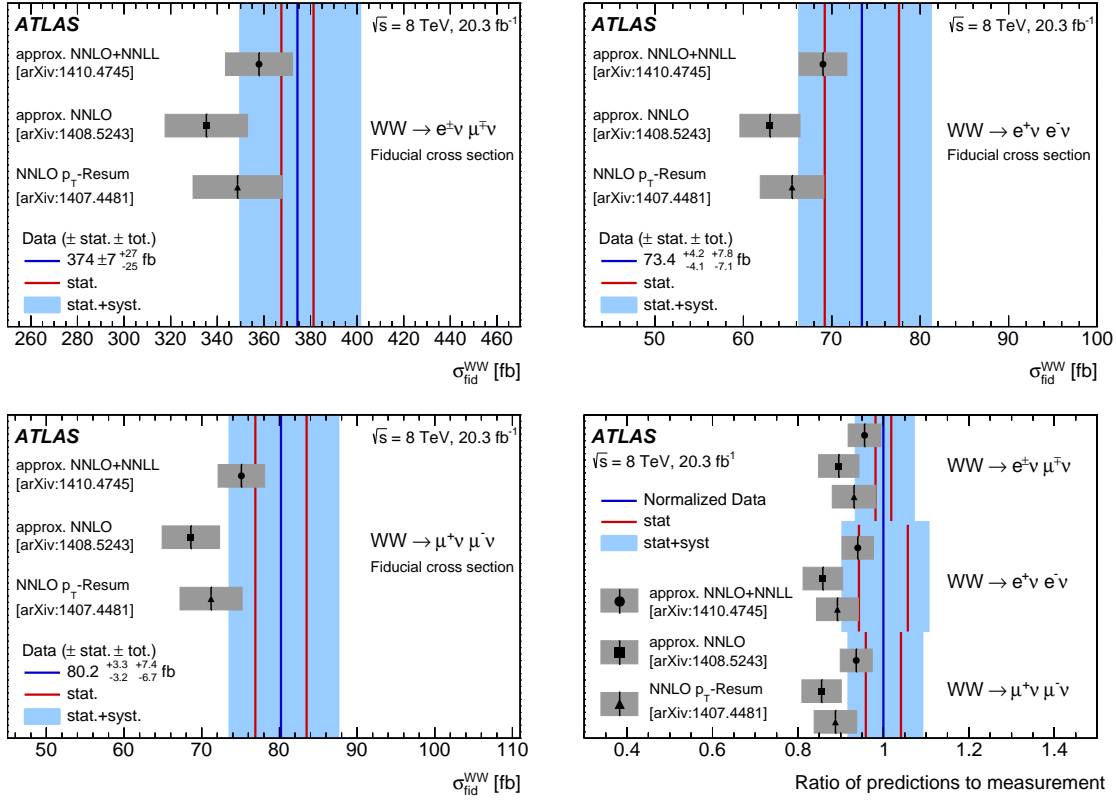 ATLAS
√s = 8 TeV, 20.3 fb⁻¹
approx. NNLO+NNLL
[arXiv:1410.4745]
approx. NNLO
[arXiv:1408.5243]
WW → e±ν μ∓ν
Fiducial cross section
NNLO pT-Resum
[arXiv:1407.4481]
Data (± stat. ± tot.)
374 ±7 +27 -25 fb
stat.
stat.+syst.
260 280 300 320 340 360 380 400 420 440 460
σ_fid^WW [fb]
ATLAS
√s = 8 TeV, 20.3 fb⁻¹
approx. NNLO+NNLL
[arXiv:1410.4745]
approx. NNLO
[arXiv:1408.5243]
WW → e⁺ν e⁻ν
Fiducial cross section
NNLO pT-Resum
[arXiv:1407.4481]
Data (± stat. ± tot.)
73.4 +4.2 -4.1 +7.8 -7.1 fb
stat.
stat.+syst.
50 60 70 80 90 100
σ_fid^WW [fb]
ATLAS
√s = 8 TeV, 20.3 fb⁻¹
approx. NNLO+NNLL
[arXiv:1410.4745]
approx. NNLO
[arXiv:1408.5243]
WW → μ⁺ν μ⁻ν
Fiducial cross section
NNLO pT-Resum
[arXiv:1407.4481]
Data (± stat. ± tot.)
80.2 +3.3 -3.2 +7.4 -6.7 fb
stat.
stat.+syst.
50 60 70 80 90 100 110
σ_fid^WW [fb]
ATLAS
√s = 8 TeV, 20.3 fb⁻¹
WW → e±ν μ∓ν
Normalized Data
stat
stat+syst
WW → e⁺ν e⁻ν
approx. NNLO+NNLL
[arXiv:1410.4745]
approx. NNLO
[arXiv:1408.5243]
WW → μ⁺ν μ⁻ν
NNLO pT-Resum
[arXiv:1407.4481]
0.4 0.6 0.8 1 1.2 1.4
Ratio of predictions to measurement